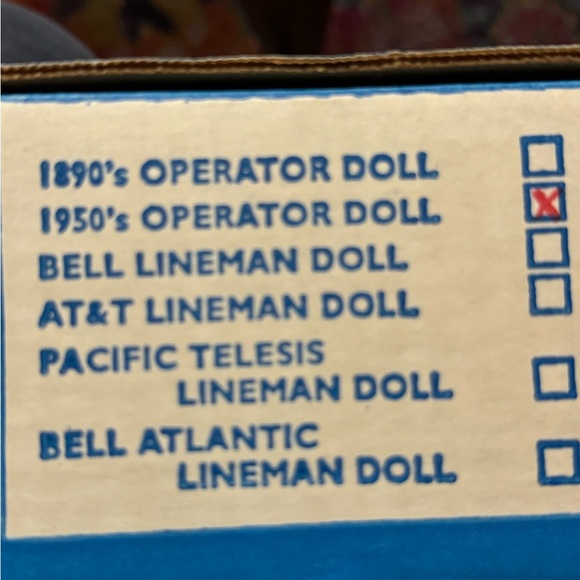 1890's OPERATOR DOLL
1950's OPERATOR DOLL
BELL LINEMAN DOLL
AT&T LINEMAN DOLL
PACIFIC TELESIS
LINEMAN DOLL
BELL ATLANTIC
LINEMAN DOLL